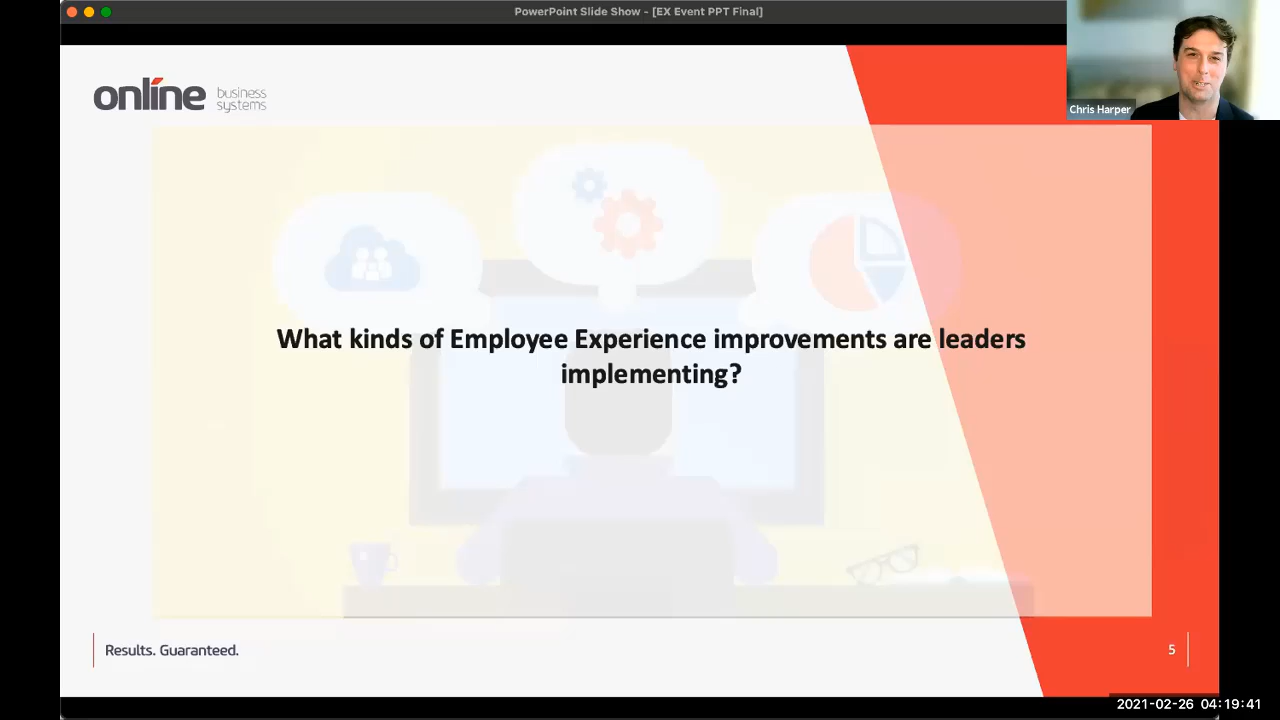 PowerPoint Slide Show - [EX Event PPT Final]
Chris Harper
online business systems
What kinds of Employee Experience improvements are leaders
implementing?
Results. Guaranteed.
5
2021-02-26 04:19:41